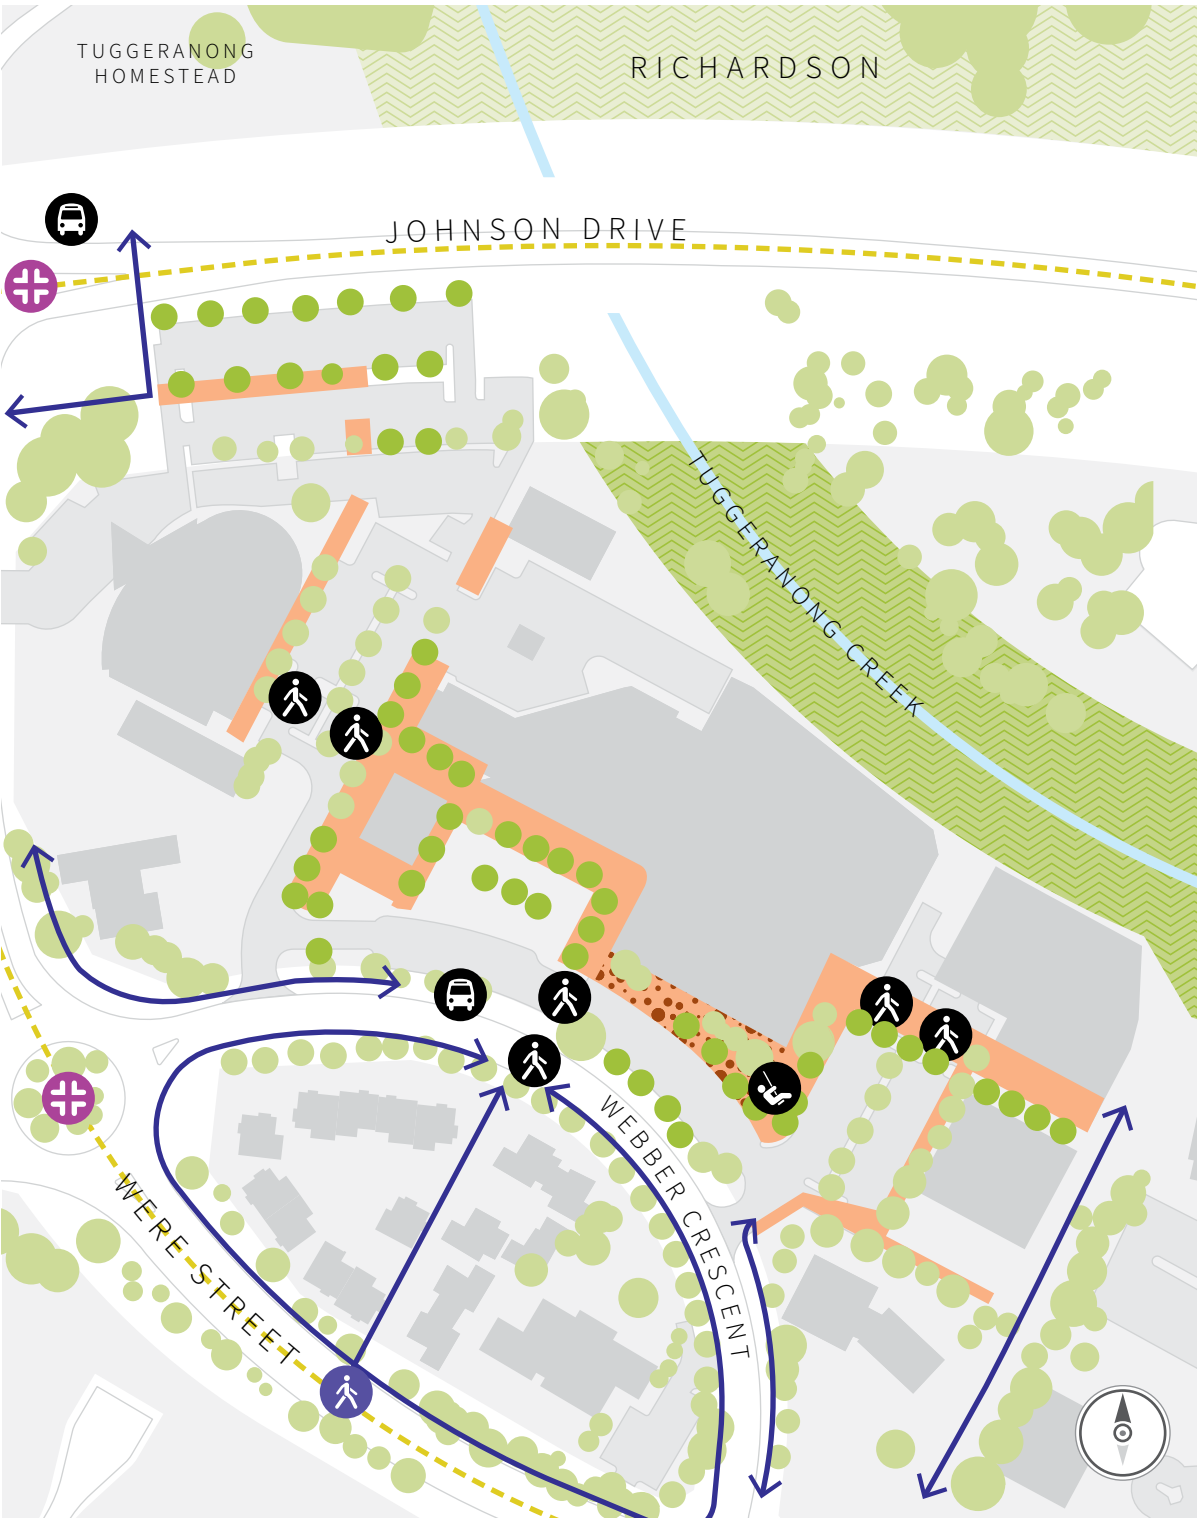 TUGGERANONG
HOMESTEAD
RICHARDSON
JOHNSON DRIVE
TUGGERANONG CREEK
WEBBER CRESCENT
WERE STREET